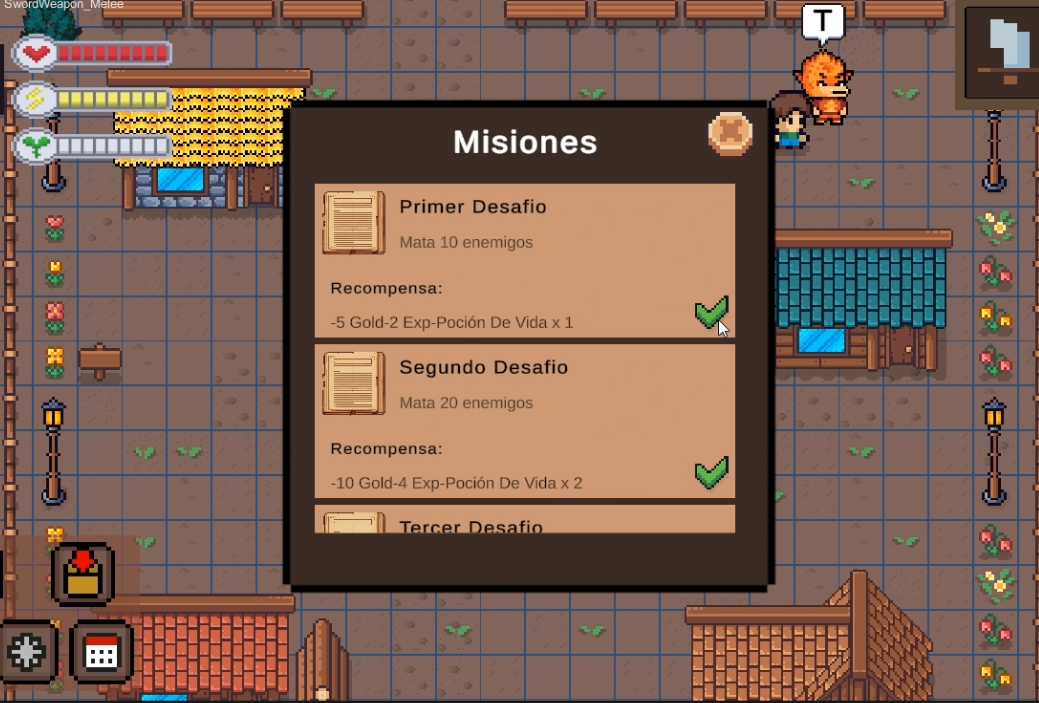 SwordWeapon_Melee
T
Misiones
Primer Desafio
Mata 10 enemigos
Recompensa:
-5 Gold-2 Exp-Poción De Vida x 1
Segundo Desafio
Mata 20 enemigos
Recompensa:
-10 Gold-4 Exp-Poción De Vida x 2
Tercer Desafio